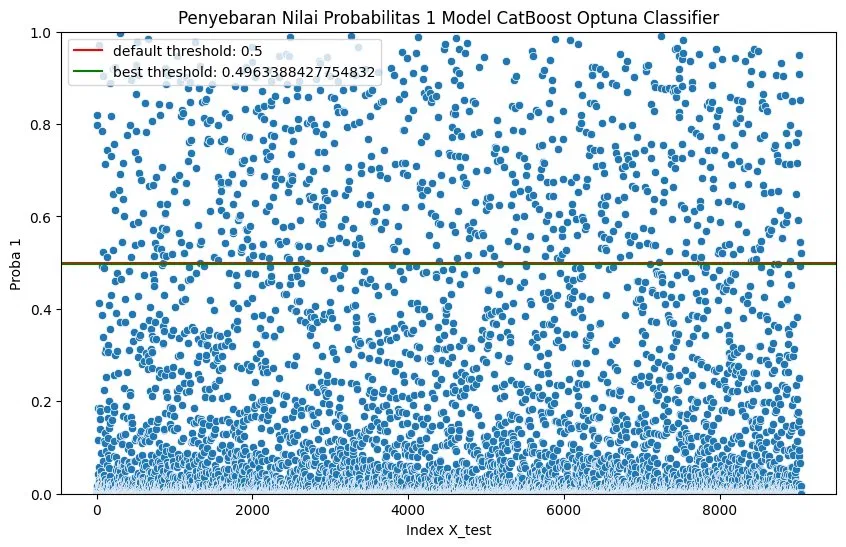 Penyebaran Nilai Probabilitas 1 Model CatBoost Optuna Classifier
default threshold: 0.5
best threshold: 0.4963388427754832
1.0
0.8
0.6
0.4
0.2
0.0
Proba 1
0 2000 4000 6000 8000
Index X_test